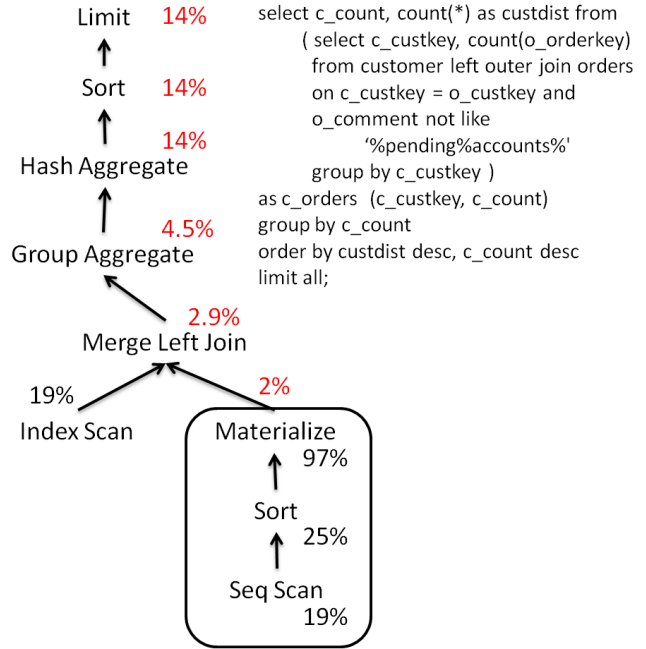 Limit 14%
Sort 14%
14%
Hash Aggregate
4.5%
Group Aggregate
2.9%
Merge Left Join
19%
2%
Index Scan
Materialize
97%
Sort
25%
Seq Scan
19%
select c_count, count(*) as custdist from
( select c_custkey, count(o_orderkey)
from customer left outer join orders
on c_custkey = o_custkey and
o_comment not like
‘%pending%accounts%'
group by c_custkey )
as c_orders (c_custkey, c_count)
group by c_count
order by custdist desc, c_count desc
limit all;